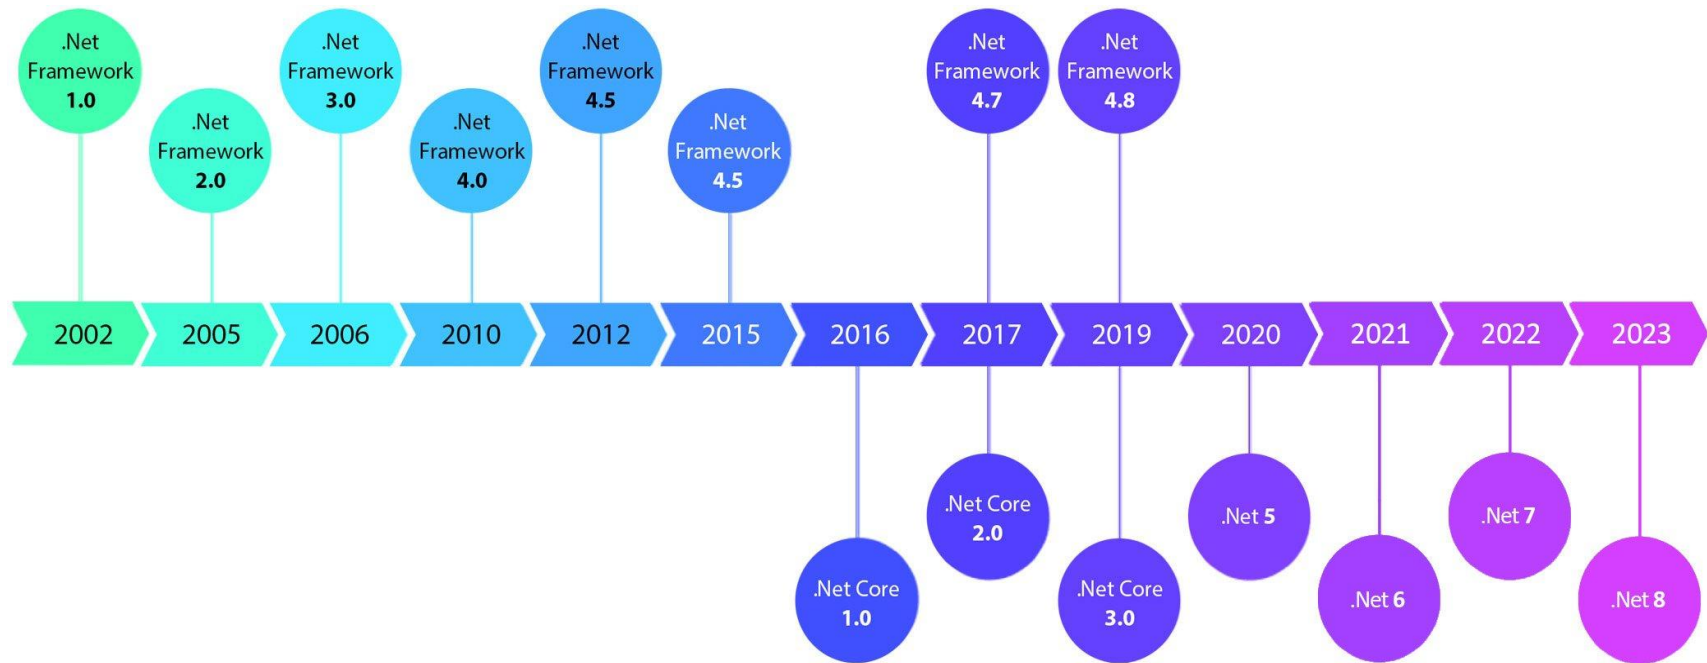 .Net
Framework
1.0
.Net
Framework
2.0
.Net
Framework
3.0
.Net
Framework
4.0
.Net
Framework
4.5
.Net
Framework
4.5
.Net
Framework
4.7
.Net
Framework
4.8
2002
2005
2006
2010
2012
2015
2016
2017
2019
2020
2021
2022
2023
.Net Core
1.0
.Net Core
2.0
.Net Core
3.0
.Net 5
.Net 6
.Net 7
.Net 8